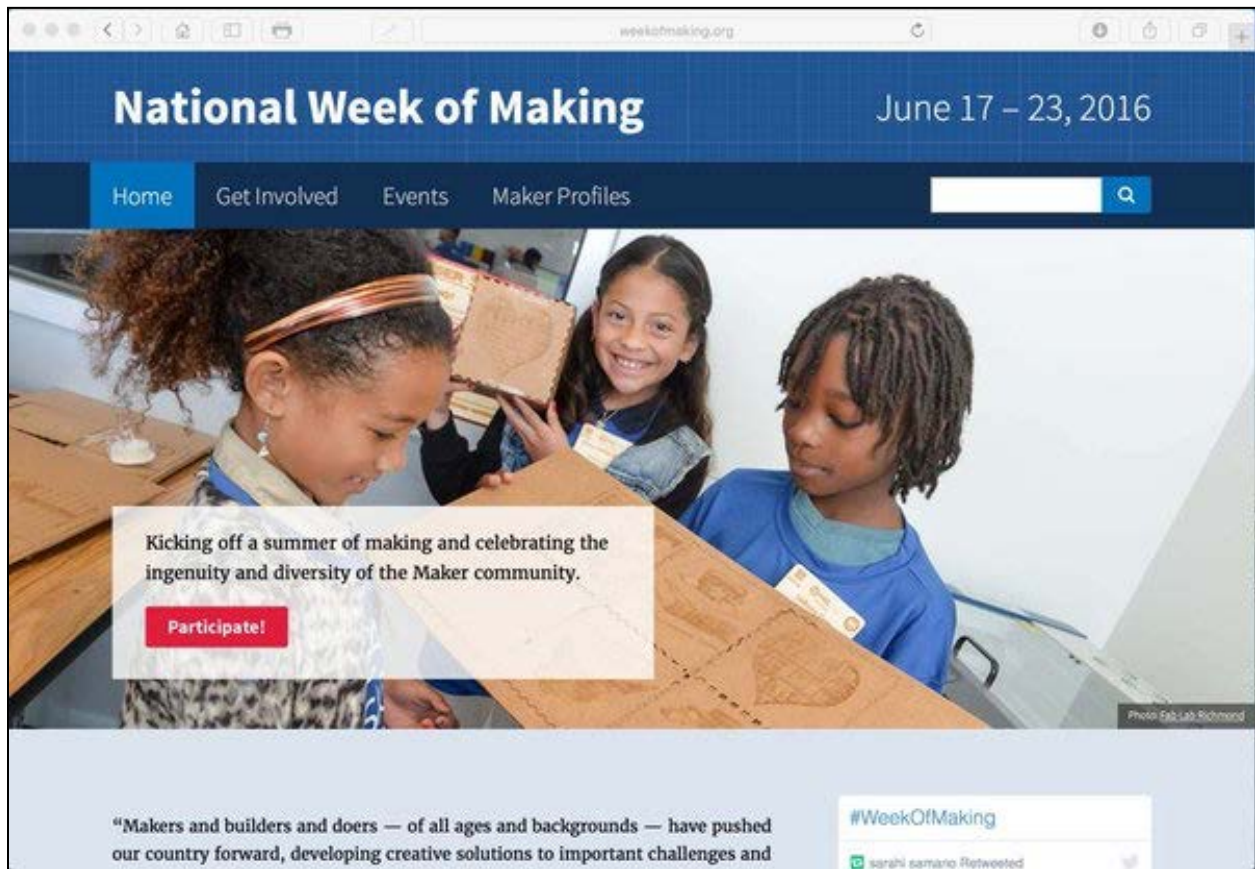 weekofmaking.org
National Week of Making
June 17 – 23, 2016
Home Get Involved Events Maker Profiles
Kicking off a summer of making and celebrating the
ingenuity and diversity of the Maker community.
Participate!
Photo: Fab Lab Richmond
“Makers and builders and doers — of all ages and backgrounds — have pushed
our country forward, developing creative solutions to important challenges and
#WeekOfMaking
sarahi samano Retweeted